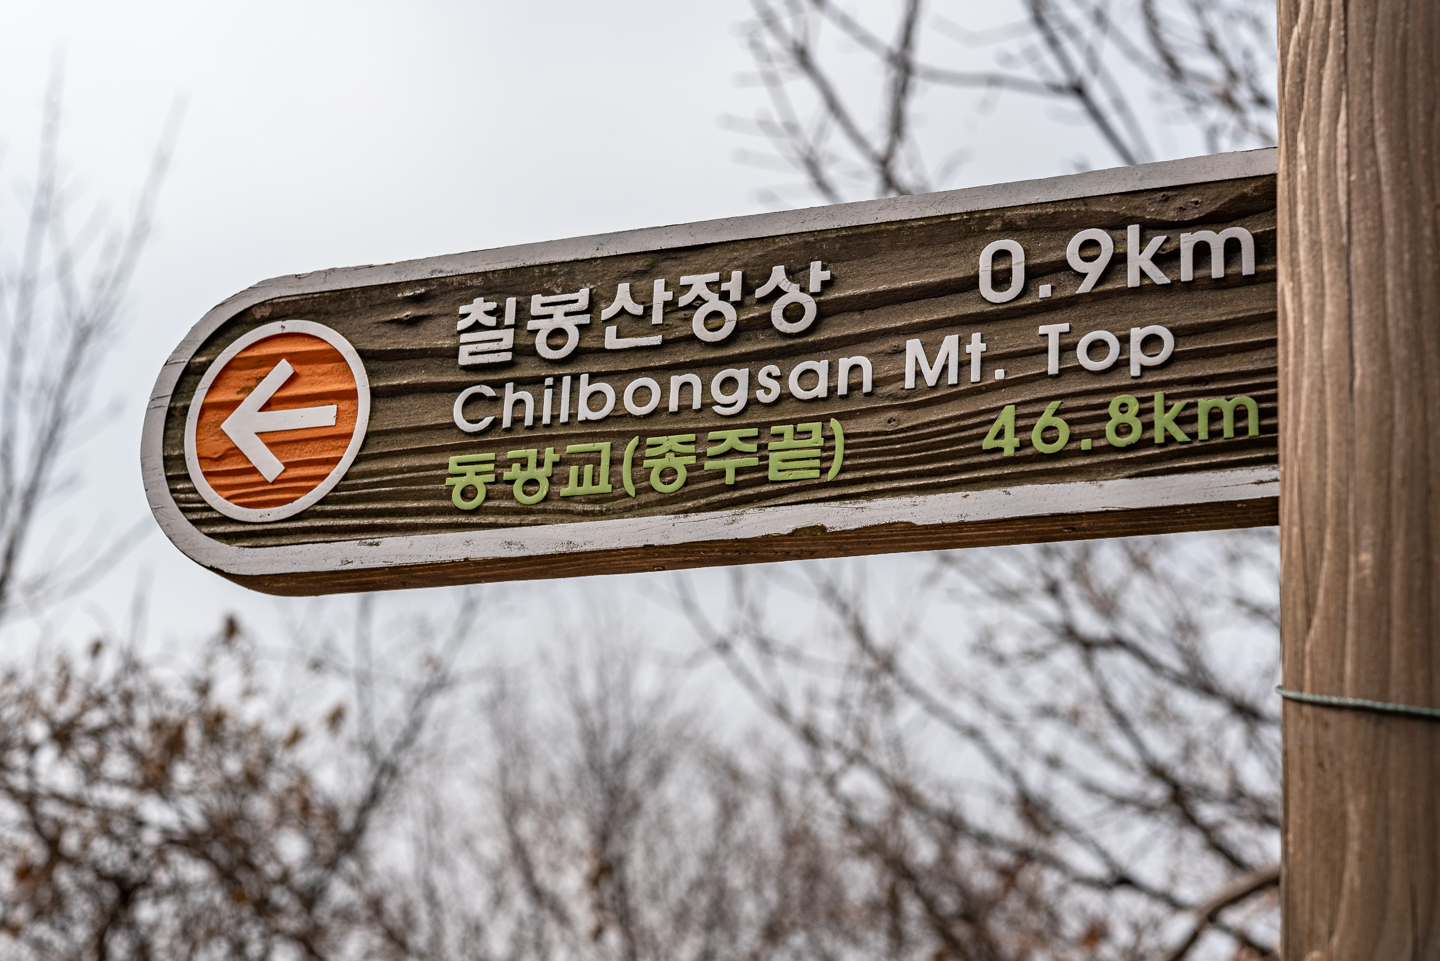 칠봉산정상 0.9km
Chilbongsan Mt. Top
동광교(종주끝) 46.8km